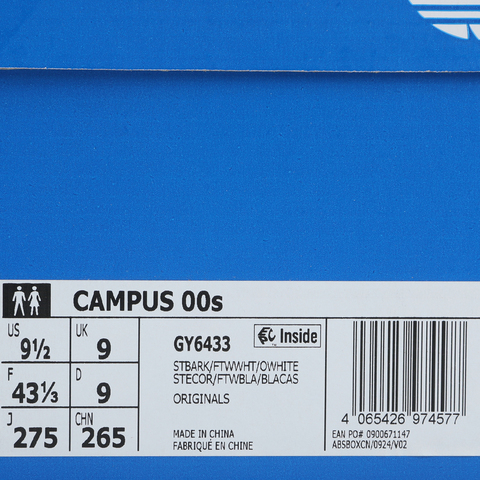 CAMPUS 00s
US 9½ UK 9
F 43⅓ D 9
J 275 CHN 265
GY6433
Inside
STBARK/FTWWHT/OWHITE
STECOR/FTWBLA/BLACAS
ORIGINALS
MADE IN CHINA
FABRIQUÉ EN CHINE
4 065426 974577
EAN PO# 0900671147
ABSBOXCN/0924/V02